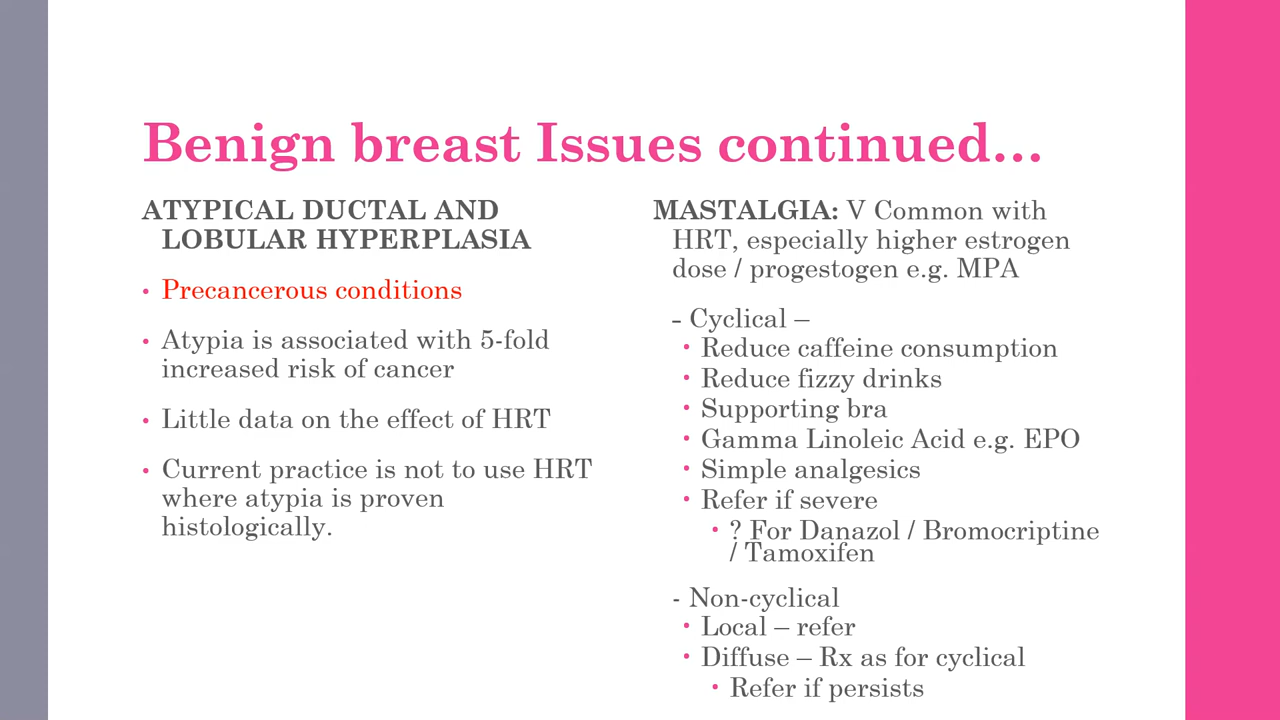 Benign breast Issues continued…
ATYPICAL DUCTAL AND
LOBULAR HYPERPLASIA
• Precancerous conditions
• Atypia is associated with 5-fold
increased risk of cancer
• Little data on the effect of HRT
• Current practice is not to use HRT
where atypia is proven
histologically.
MASTALGIA: V Common with
HRT, especially higher estrogen
dose / progestogen e.g. MPA
- Cyclical –
• Reduce caffeine consumption
• Reduce fizzy drinks
• Supporting bra
• Gamma Linoleic Acid e.g. EPO
• Simple analgesics
• Refer if severe
• ? For Danazol / Bromocriptine
/ Tamoxifen
- Non-cyclical
• Local – refer
• Diffuse – Rx as for cyclical
• Refer if persists